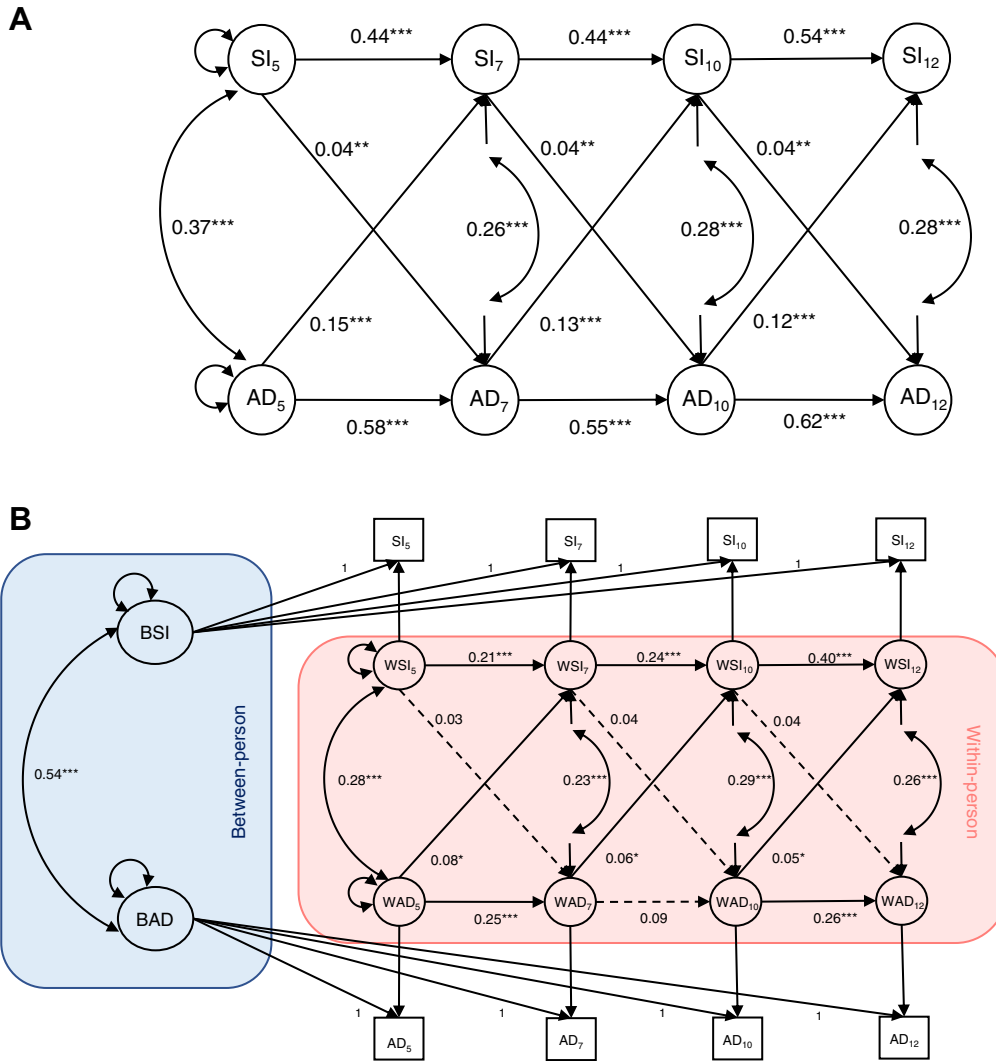 A
0.44***
0.44***
0.54***
SI₅
SI₇
SI₁₀
SI₁₂
0.04**
0.04**
0.04**
0.37***
0.26***
0.28***
0.28***
0.15***
0.13***
0.12***
AD₅
AD₇
AD₁₀
AD₁₂
0.58***
0.55***
0.62***
B
SI₅
SI₇
SI₁₀
SI₁₂
1
1
1
1
BSI
WSI₅
0.21***
WSI₇
0.24***
WSI₁₀
0.40***
WSI₁₂
0.03
0.04
0.04
0.54***
Between-person
0.28***
0.23***
0.29***
0.26***
Within-person
0.08*
0.06*
0.05*
BAD
WAD₅
WAD₇
WAD₁₀
WAD₁₂
0.25***
0.09
0.26***
1
1
1
1
AD₅
AD₇
AD₁₀
AD₁₂